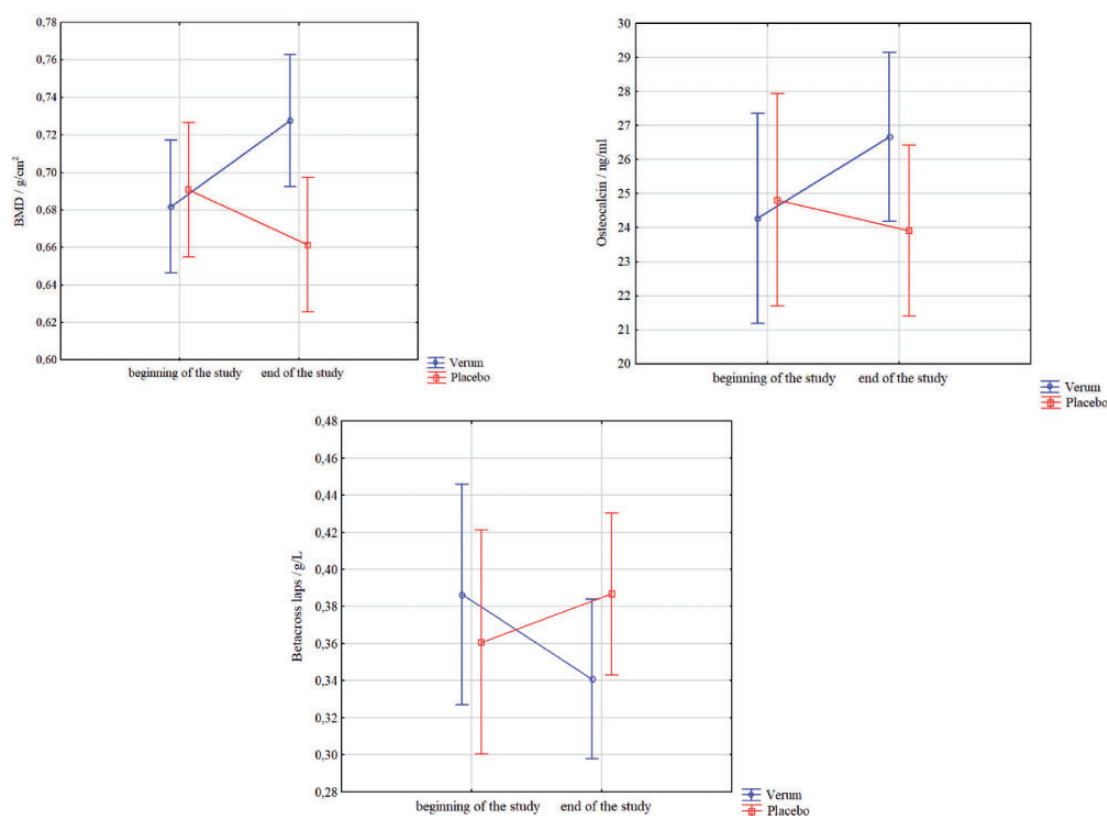 0,78
0,76
0,74
0,72
0,70
0,68
0,66
0,64
0,62
0,60
BMD / g/cm²
beginning of the study
end of the study
Verum
Placebo
30
29
28
27
26
25
24
23
22
21
20
Osteocalcin / ng/ml
beginning of the study
end of the study
Verum
Placebo
0,48
0,46
0,44
0,42
0,40
0,38
0,36
0,34
0,32
0,30
0,28
Betacross laps / g/L
beginning of the study
end of the study
Verum
Placebo